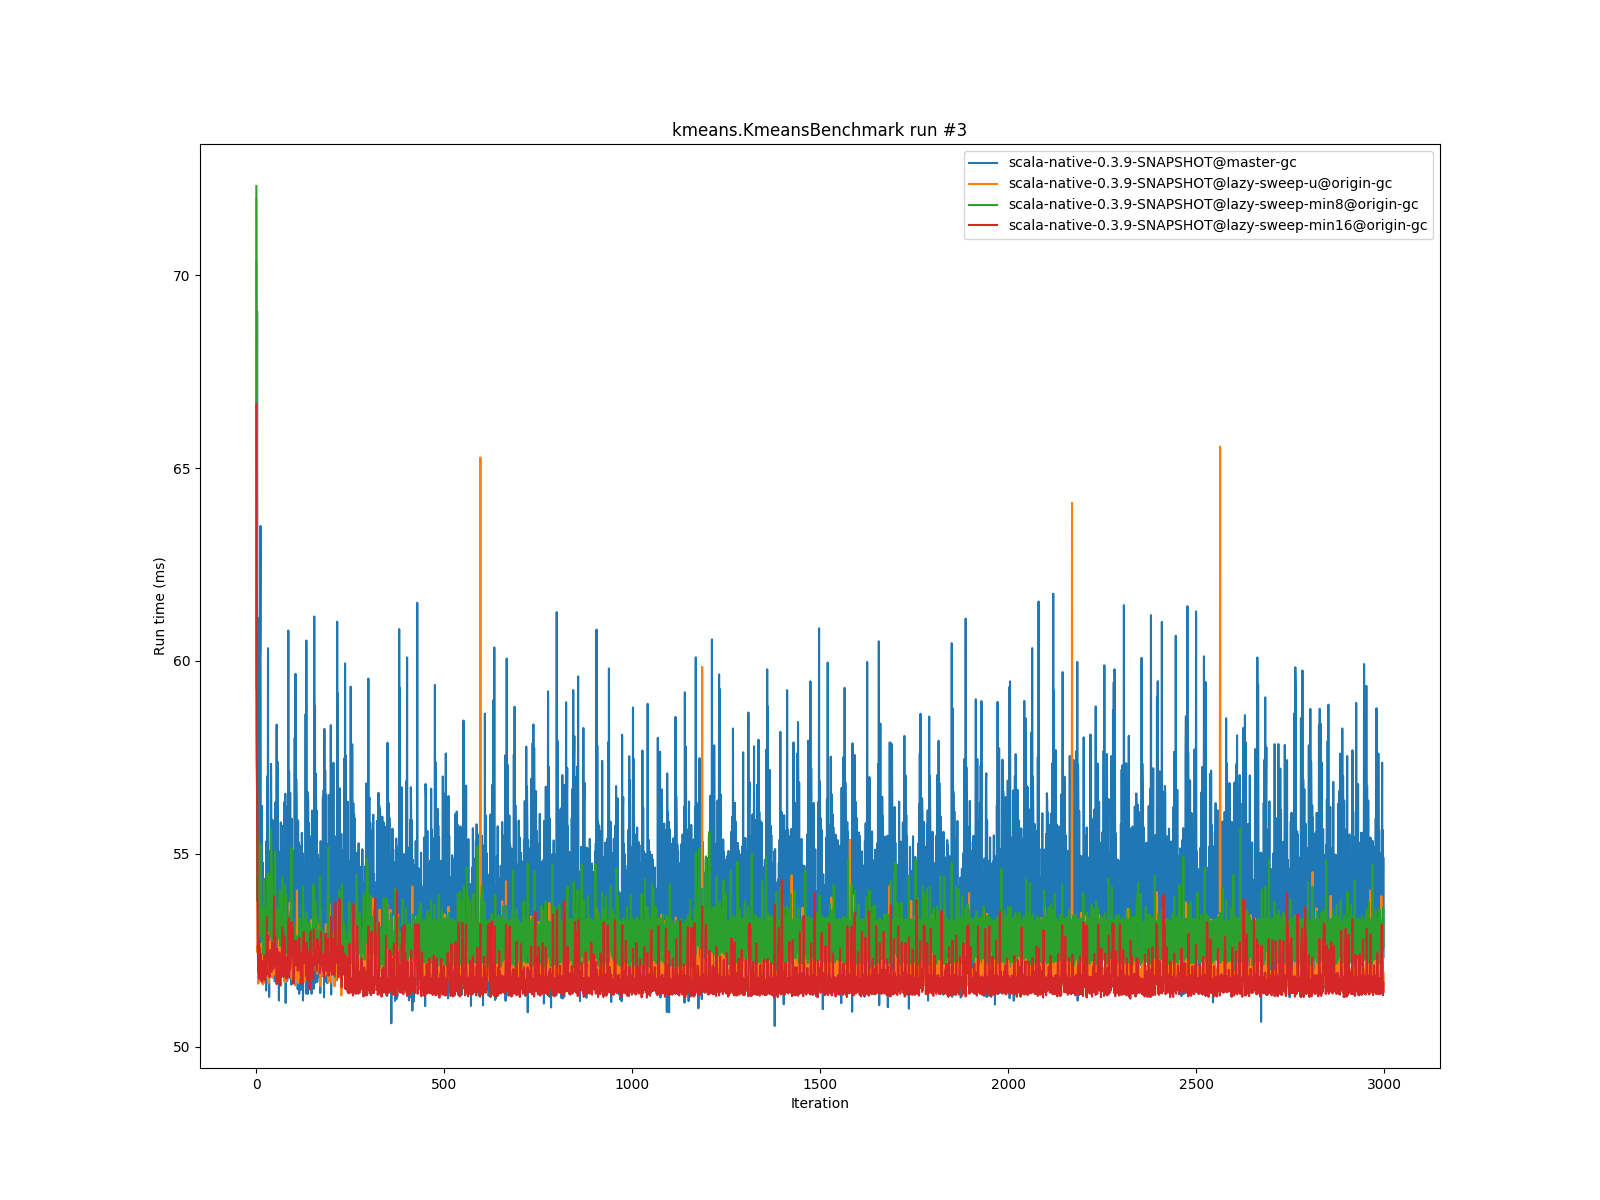 kmeans.KmeansBenchmark run #3
scala-native-0.3.9-SNAPSHOT@master-gc
scala-native-0.3.9-SNAPSHOT@lazy-sweep-u@origin-gc
scala-native-0.3.9-SNAPSHOT@lazy-sweep-min8@origin-gc
scala-native-0.3.9-SNAPSHOT@lazy-sweep-min16@origin-gc
70
65
60
55
50
Run time (ms)
0 500 1000 1500 2000 2500 3000
Iteration